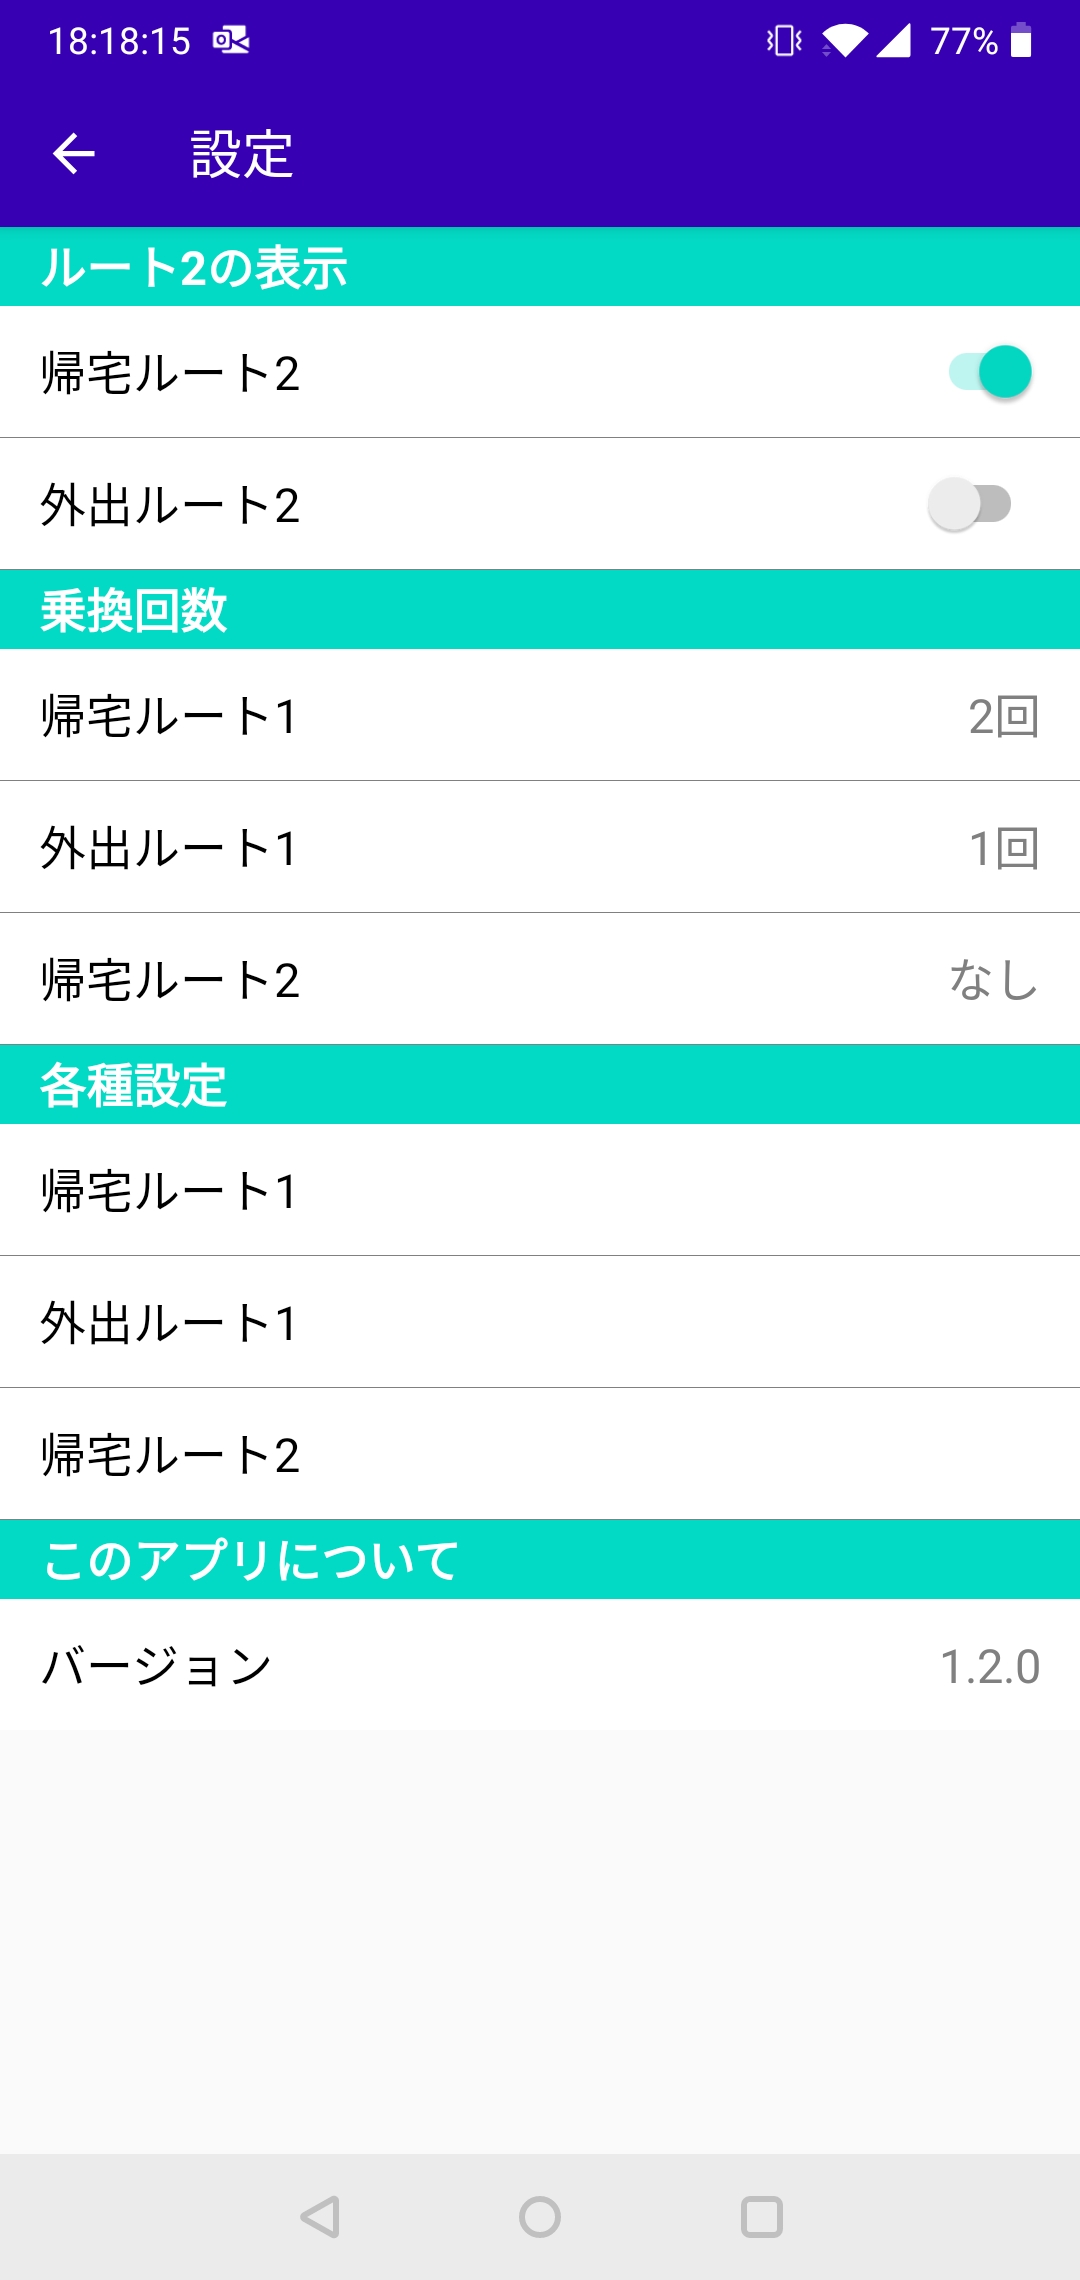 18:18:15 77%
設定
ルート2の表示
帰宅ルート2
外出ルート2
乗換回数
帰宅ルート1 2回
外出ルート1 1回
帰宅ルート2 なし
各種設定
帰宅ルート1
外出ルート1
帰宅ルート2
このアプリについて
バージョン 1.2.0